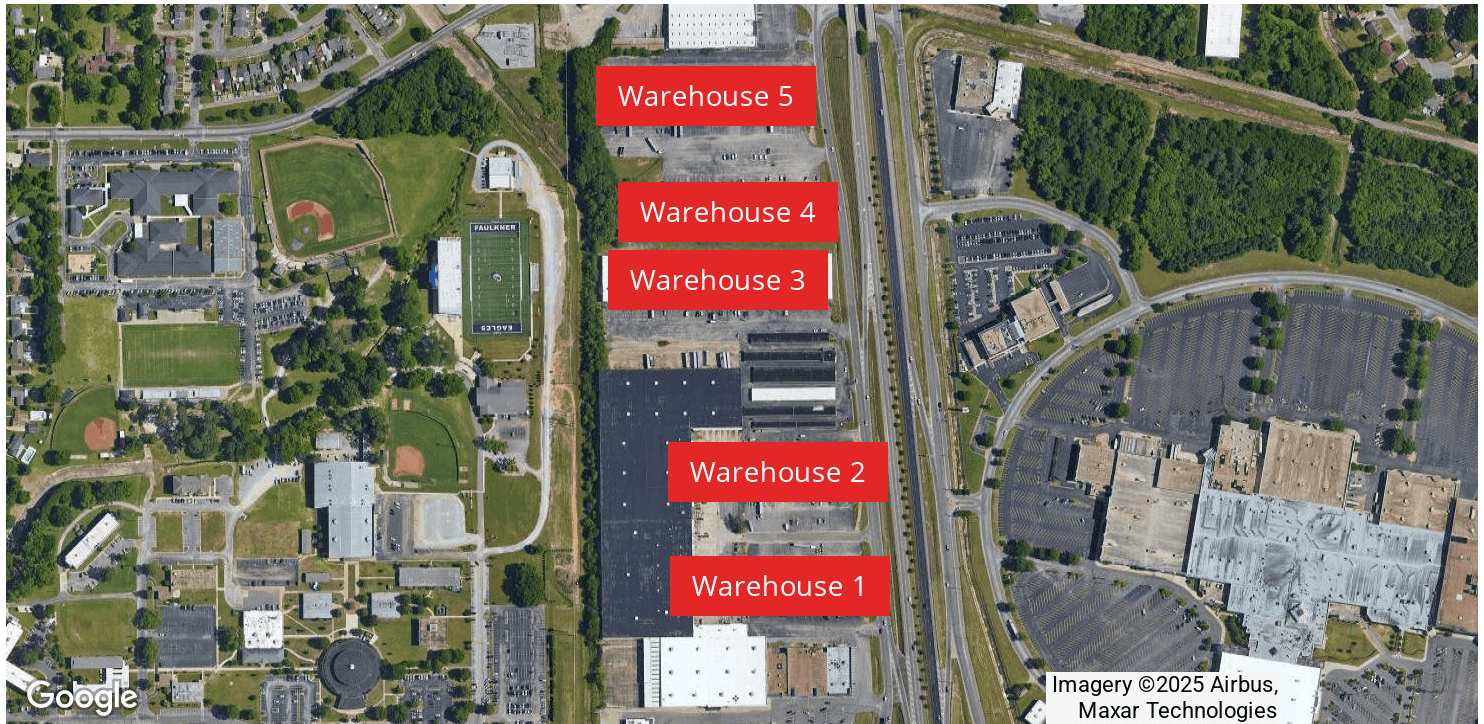 Warehouse 5
Warehouse 4
FAULKNER
Warehouse 3
EAGLES
Warehouse 2
Warehouse 1
Google
Imagery ©2025 Airbus,
Maxar Technologies